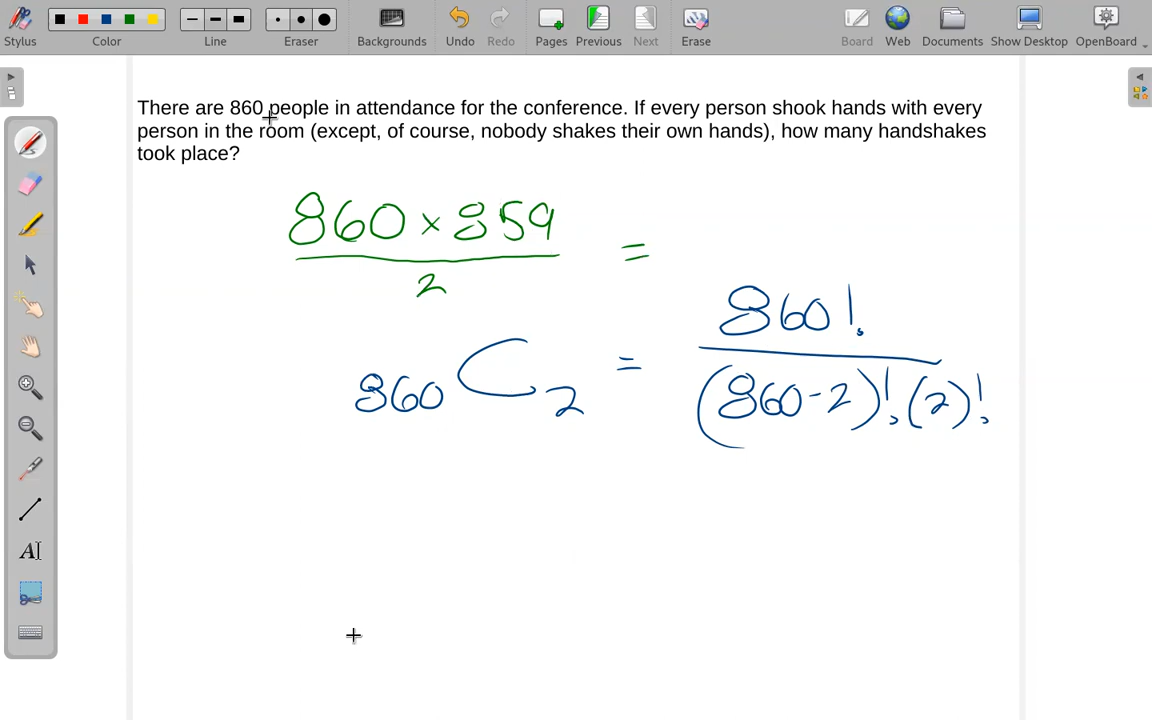 Stylus Color Line Eraser Backgrounds Undo Redo Pages Previous Next Erase Board Web Documents Show Desktop OpenBoard
There are 860 people in attendance for the conference. If every person shook hands with every
person in the room (except, of course, nobody shakes their own hands), how many handshakes
took place?
860 × 859
2
=
860 C 2 =
860!
(860-2)!(2)!
AI